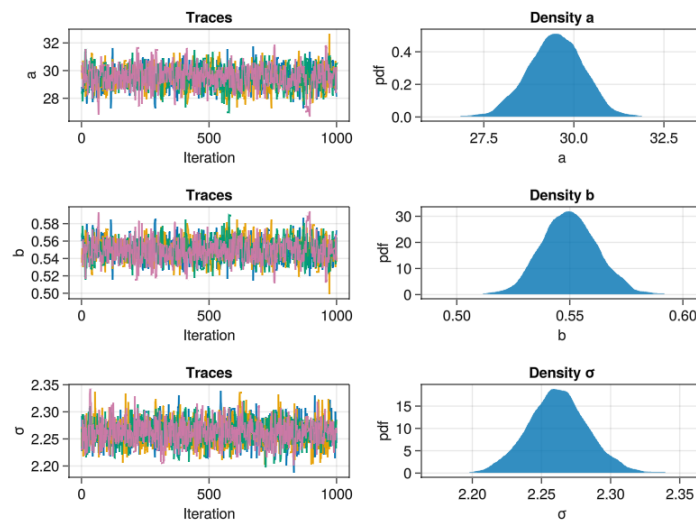 Traces
Density a
a
32
30
28
0
500
1000
Iteration
pdf
0.4
0.2
0.0
27.5
30.0
32.5
a
Traces
Density b
b
0.58
0.56
0.54
0.52
0.50
0
500
1000
Iteration
pdf
30
20
10
0
0.50
0.55
0.60
b
Traces
Density σ
σ
2.35
2.30
2.25
2.20
0
500
1000
Iteration
pdf
15
10
5
0
2.20
2.25
2.30
2.35
σ